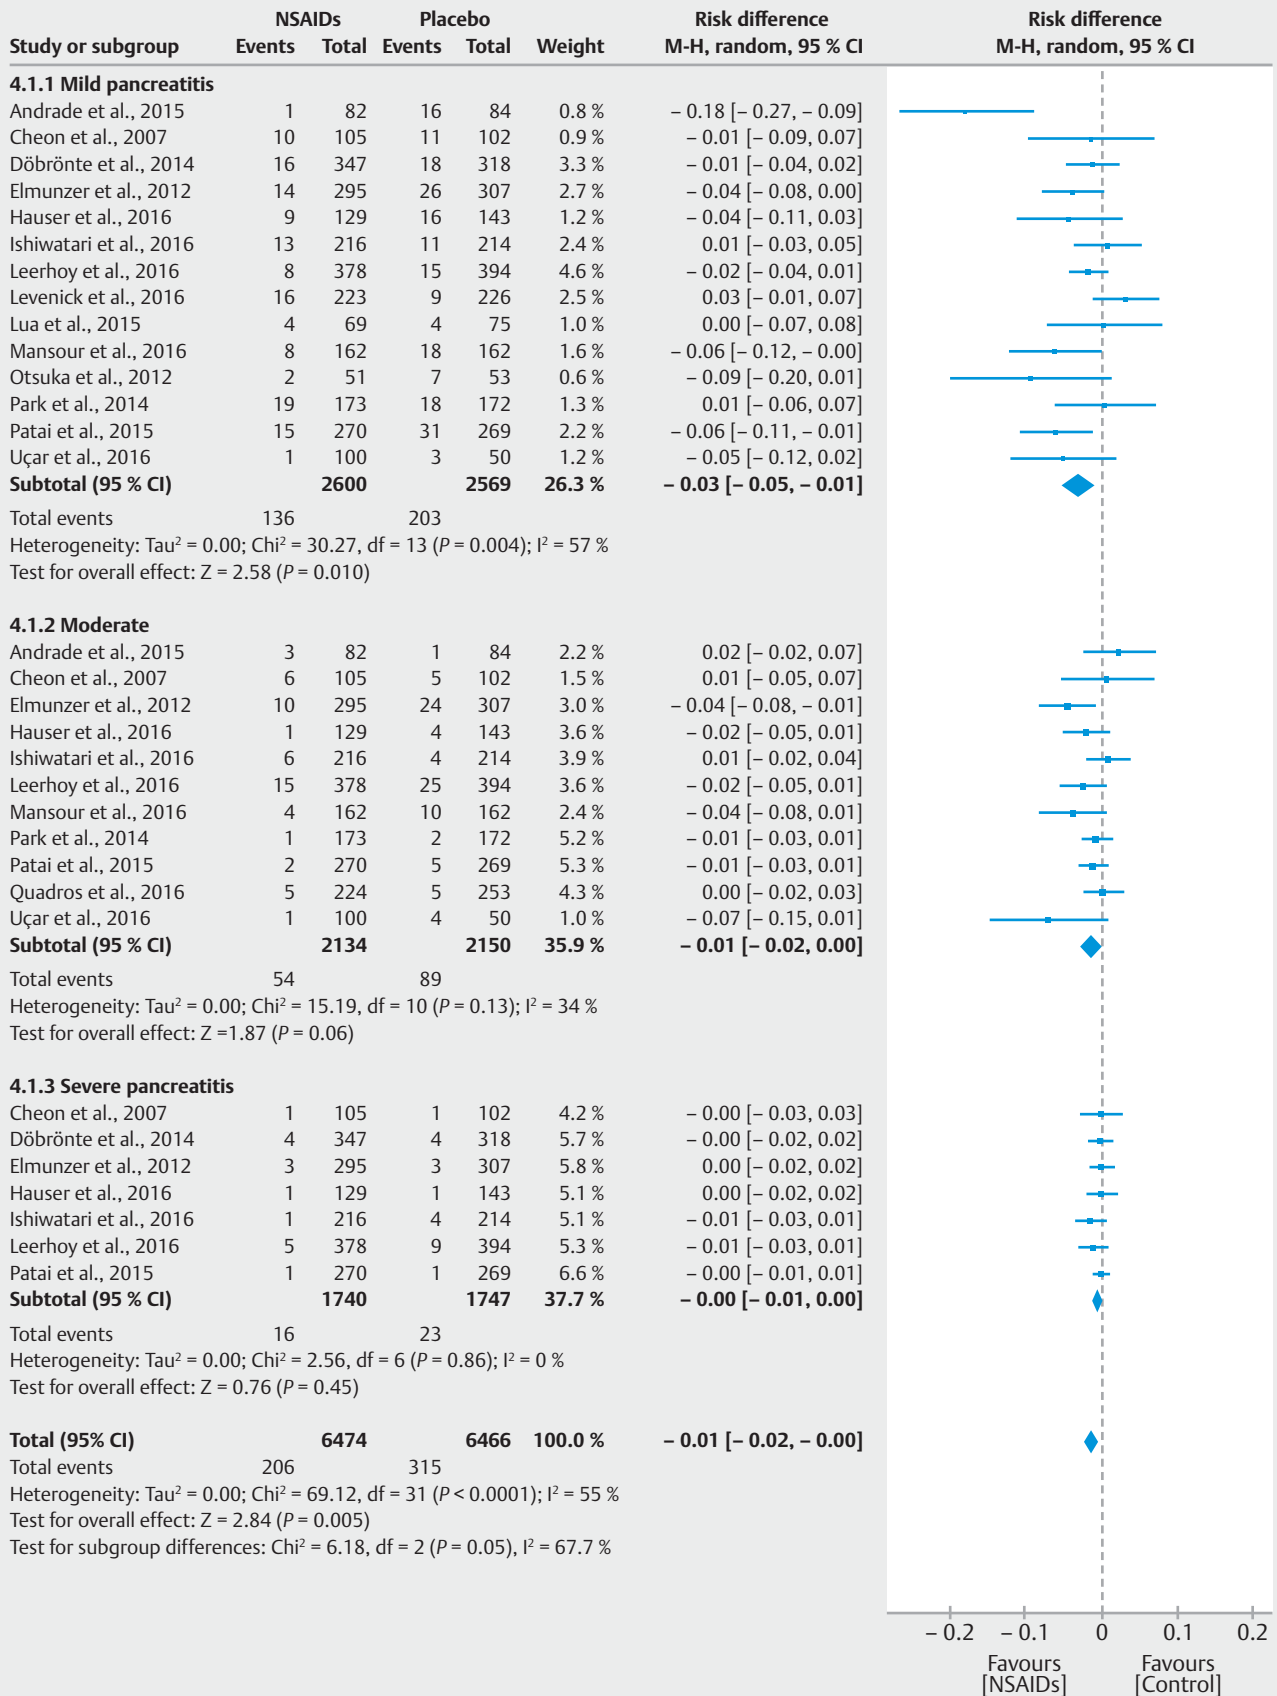 NSAIDs Placebo Risk difference Risk difference
Study or subgroup Events Total Events Total Weight M-H, random, 95 % CI M-H, random, 95 % CI
4.1.1 Mild pancreatitis
Andrade et al., 2015 1 82 16 84 0.8 % – 0.18 [– 0.27, – 0.09]
Cheon et al., 2007 10 105 11 102 0.9 % – 0.01 [– 0.09, 0.07]
Döbrönte et al., 2014 16 347 18 318 3.3 % – 0.01 [– 0.04, 0.02]
Elmunzer et al., 2012 14 295 26 307 2.7 % – 0.04 [– 0.08, 0.00]
Hauser et al., 2016 9 129 16 143 1.2 % – 0.04 [– 0.11, 0.03]
Ishiwatari et al., 2016 13 216 11 214 2.4 % 0.01 [– 0.03, 0.05]
Leerhoy et al., 2016 8 378 15 394 4.6 % – 0.02 [– 0.04, 0.01]
Levenick et al., 2016 16 223 9 226 2.5 % 0.03 [– 0.01, 0.07]
Lua et al., 2015 4 69 4 75 1.0 % 0.00 [– 0.07, 0.08]
Mansour et al., 2016 8 162 18 162 1.6 % – 0.06 [– 0.12, – 0.00]
Otsuka et al., 2012 2 51 7 53 0.6 % – 0.09 [– 0.20, 0.01]
Park et al., 2014 19 173 18 172 1.3 % 0.01 [– 0.06, 0.07]
Patai et al., 2015 15 270 31 269 2.2 % – 0.06 [– 0.11, – 0.01]
Uçar et al., 2016 1 100 3 50 1.2 % – 0.05 [– 0.12, 0.02]
Subtotal (95 % CI) 2600 2569 26.3 % – 0.03 [– 0.05, – 0.01]
Total events 136 203
Heterogeneity: Tau² = 0.00; Chi² = 30.27, df = 13 (P = 0.004); I² = 57 %
Test for overall effect: Z = 2.58 (P = 0.010)
4.1.2 Moderate
Andrade et al., 2015 3 82 1 84 2.2 % 0.02 [– 0.02, 0.07]
Cheon et al., 2007 6 105 5 102 1.5 % 0.01 [– 0.05, 0.07]
Elmunzer et al., 2012 10 295 24 307 3.0 % – 0.04 [– 0.08, – 0.01]
Hauser et al., 2016 1 129 4 143 3.6 % – 0.02 [– 0.05, 0.01]
Ishiwatari et al., 2016 6 216 4 214 3.9 % 0.01 [– 0.02, 0.04]
Leerhoy et al., 2016 15 378 25 394 3.6 % – 0.02 [– 0.05, 0.01]
Mansour et al., 2016 4 162 10 162 2.4 % – 0.04 [– 0.08, 0.01]
Park et al., 2014 1 173 2 172 5.2 % – 0.01 [– 0.03, 0.01]
Patai et al., 2015 2 270 5 269 5.3 % – 0.01 [– 0.03, 0.01]
Quadros et al., 2016 5 224 5 253 4.3 % 0.00 [– 0.02, 0.03]
Uçar et al., 2016 1 100 4 50 1.0 % – 0.07 [– 0.15, 0.01]
Subtotal (95 % CI) 2134 2150 35.9 % – 0.01 [– 0.02, 0.00]
Total events 54 89
Heterogeneity: Tau² = 0.00; Chi² = 15.19, df = 10 (P = 0.13); I² = 34 %
Test for overall effect: Z =1.87 (P = 0.06)
4.1.3 Severe pancreatitis
Cheon et al., 2007 1 105 1 102 4.2 % – 0.00 [– 0.03, 0.03]
Döbrönte et al., 2014 4 347 4 318 5.7 % – 0.00 [– 0.02, 0.02]
Elmunzer et al., 2012 3 295 3 307 5.8 % 0.00 [– 0.02, 0.02]
Hauser et al., 2016 1 129 1 143 5.1 % 0.00 [– 0.02, 0.02]
Ishiwatari et al., 2016 1 216 4 214 5.1 % – 0.01 [– 0.03, 0.01]
Leerhoy et al., 2016 5 378 9 394 5.3 % – 0.01 [– 0.03, 0.01]
Patai et al., 2015 1 270 1 269 6.6 % – 0.00 [– 0.01, 0.01]
Subtotal (95 % CI) 1740 1747 37.7 % – 0.00 [– 0.01, 0.00]
Total events 16 23
Heterogeneity: Tau² = 0.00; Chi² = 2.56, df = 6 (P = 0.86); I² = 0 %
Test for overall effect: Z = 0.76 (P = 0.45)
Total (95% CI) 6474 6466 100.0 % – 0.01 [– 0.02, – 0.00]
Total events 206 315
Heterogeneity: Tau² = 0.00; Chi² = 69.12, df = 31 (P < 0.0001); I² = 55 %
Test for overall effect: Z = 2.84 (P = 0.005)
Test for subgroup differences: Chi² = 6.18, df = 2 (P = 0.05), I² = 67.7 %
– 0.2 – 0.1 0 0.1 0.2
Favours Favours
[NSAIDs] [Control]